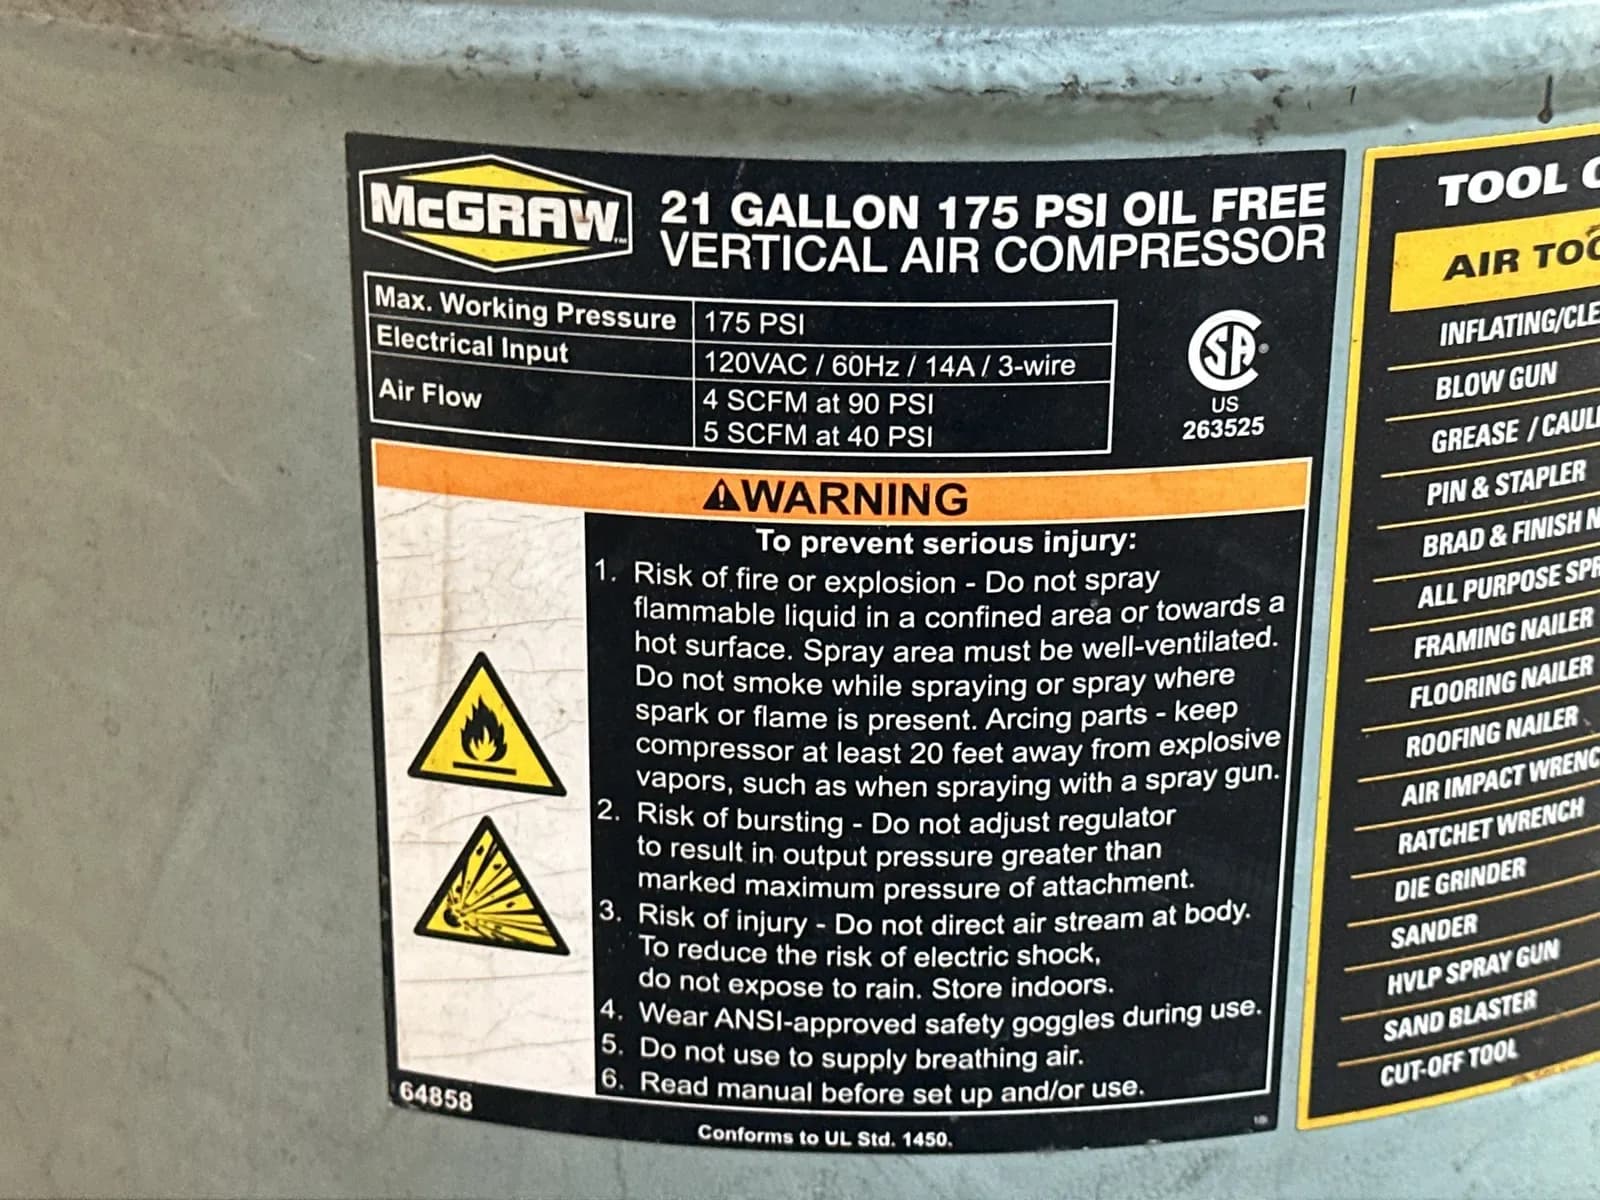 McGRAW™
21 GALLON 175 PSI OIL FREE
VERTICAL AIR COMPRESSOR
Max. Working Pressure 175 PSI
Electrical Input 120VAC / 60Hz / 14A / 3-wire
Air Flow 4 SCFM at 90 PSI
5 SCFM at 40 PSI
SA®
US
263525
WARNING
To prevent serious injury:
1. Risk of fire or explosion - Do not spray
flammable liquid in a confined area or towards a
hot surface. Spray area must be well-ventilated.
Do not smoke while spraying or spray where
spark or flame is present. Arcing parts - keep
compressor at least 20 feet away from explosive
vapors, such as when spraying with a spray gun.
2. Risk of bursting - Do not adjust regulator
to result in output pressure greater than
marked maximum pressure of attachment.
3. Risk of injury - Do not direct air stream at body.
To reduce the risk of electric shock,
do not expose to rain. Store indoors.
4. Wear ANSI-approved safety goggles during use.
5. Do not use to supply breathing air.
6. Read manual before set up and/or use.
64858
Conforms to UL Std. 1450.
TOOL
AIR
INFLATING/
BLOW GUN
GREASE /
PIN & STAPLER
BRAD & FINISH
ALL PURPOSE
FRAMING NAILER
FLOORING NAILER
ROOFING NAILER
AIR IMPACT
RATCHET WRENCH
DIE GRINDER
SANDER
HVLP SPRAY GUN
SAND BLASTER
CUT-OFF TOOL